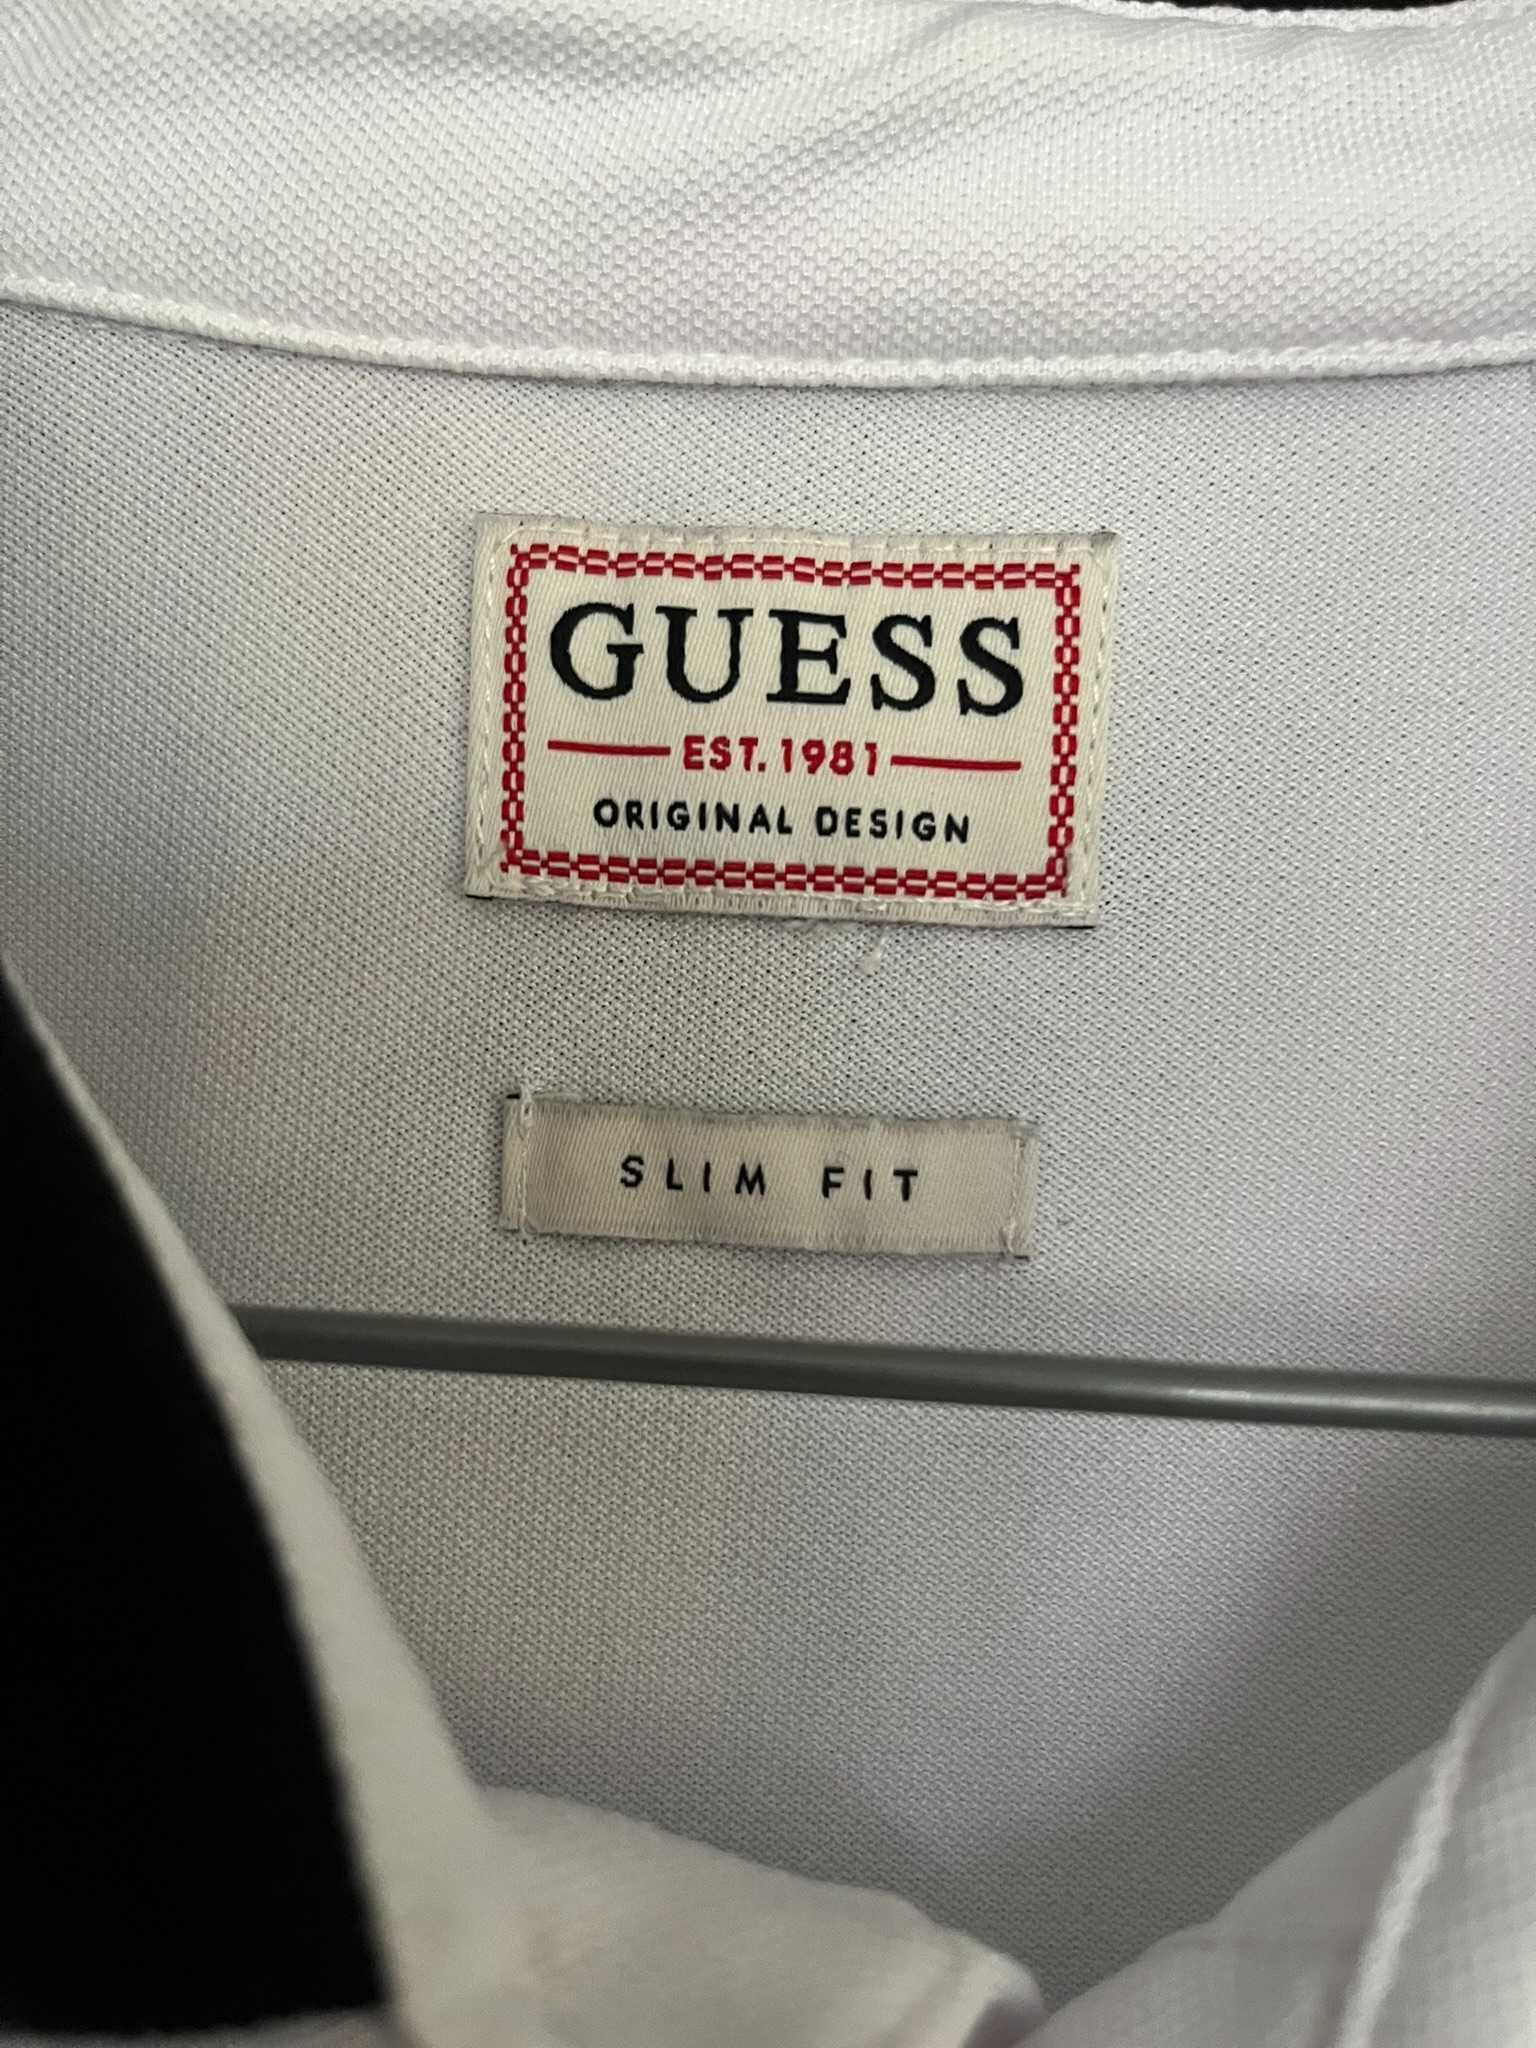 GUESS
EST. 1981
ORIGINAL DESIGN
SLIM FIT